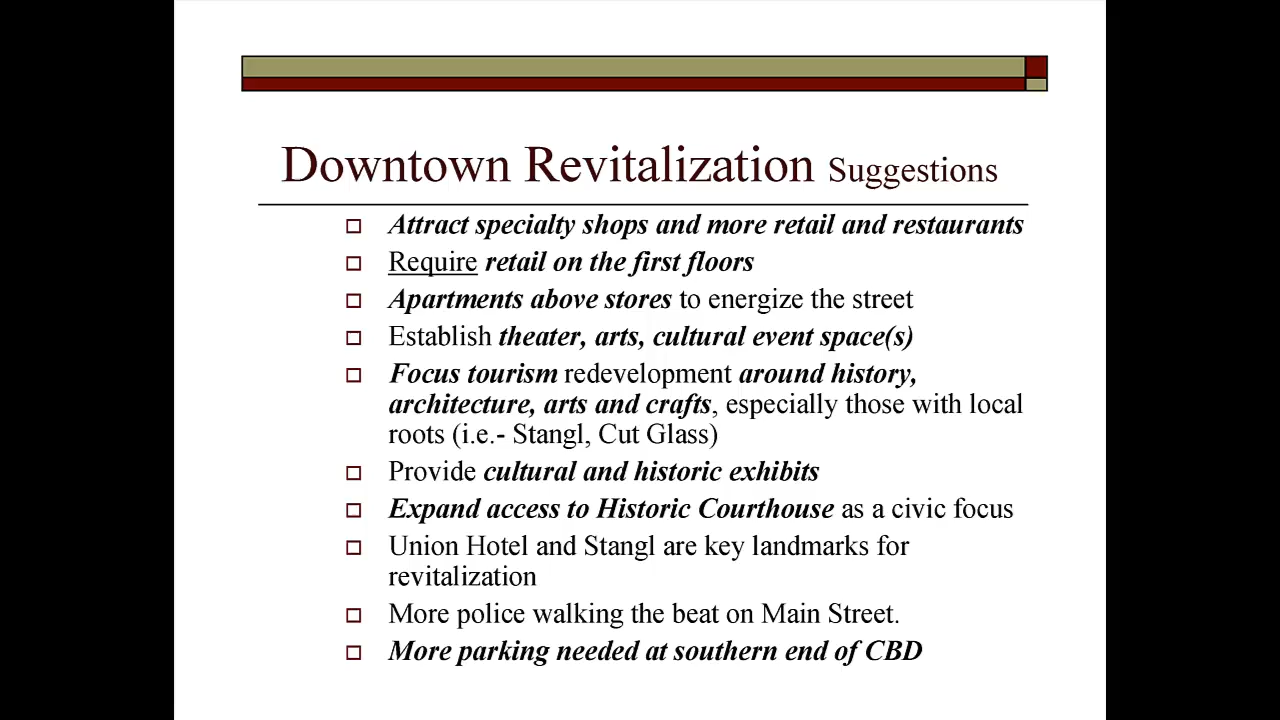 Downtown Revitalization Suggestions
Attract specialty shops and more retail and restaurants
Require retail on the first floors
Apartments above stores to energize the street
Establish theater, arts, cultural event space(s)
Focus tourism redevelopment around history,
architecture, arts and crafts, especially those with local
roots (i.e.- Stangl, Cut Glass)
Provide cultural and historic exhibits
Expand access to Historic Courthouse as a civic focus
Union Hotel and Stangl are key landmarks for
revitalization
More police walking the beat on Main Street.
More parking needed at southern end of CBD